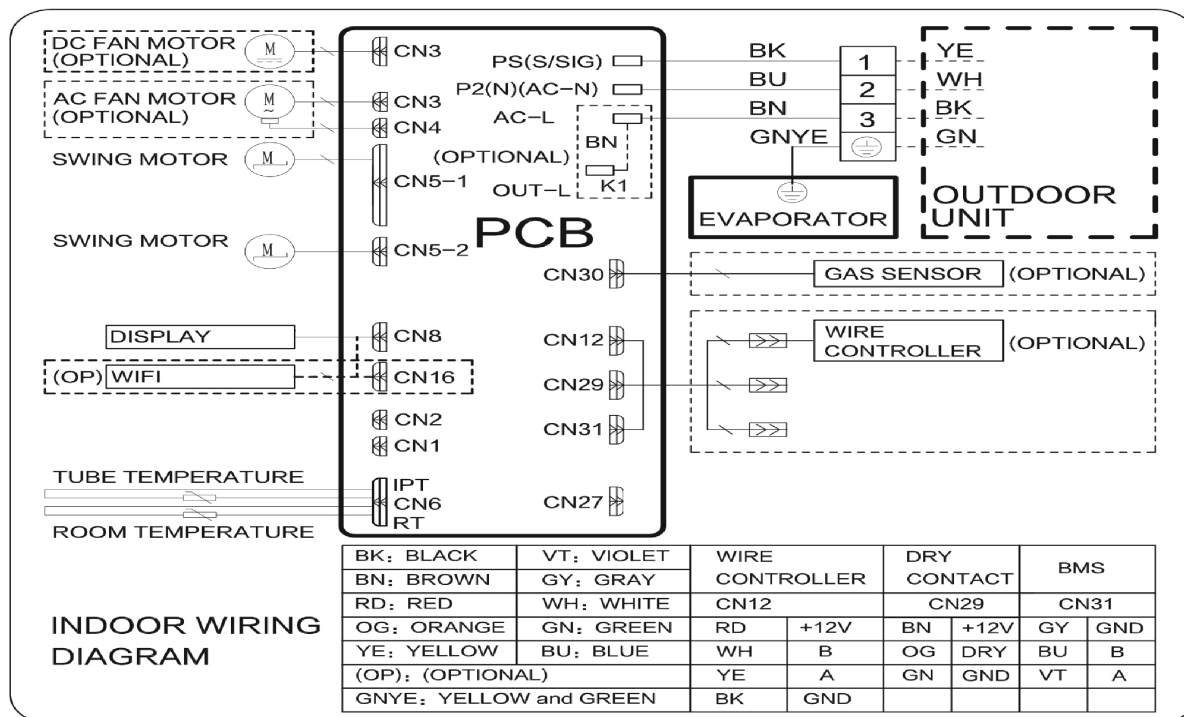 DC FAN MOTOR
(OPTIONAL)
M
CN3
AC FAN MOTOR
(OPTIONAL)
M
~
CN3
CN4
SWING MOTOR
M
CN5-1
SWING MOTOR
M
CN5-2
DISPLAY
CN8
(OP) WIFI
CN16
CN2
CN1
TUBE TEMPERATURE
ROOM TEMPERATURE
IPT
CN6
RT
PCB
PS(S/SIG)
P2(N)(AC-N)
AC-L
BN
(OPTIONAL)
OUT-L K1
CN30
CN12
CN29
CN31
CN27
BK 1 YE
BU 2 WH
BN 3 BK
GNYE GN
EVAPORATOR
OUTDOOR
UNIT
GAS SENSOR (OPTIONAL)
WIRE
CONTROLLER (OPTIONAL)
INDOOR WIRING
DIAGRAM
BK: BLACK VT: VIOLET WIRE DRY BMS
BN: BROWN GY: GRAY CONTROLLER CONTACT
RD: RED WH: WHITE CN12 CN29 CN31
OG: ORANGE GN: GREEN RD +12V BN +12V GY GND
YE: YELLOW BU: BLUE WH B OG DRY BU B
(OP): (OPTIONAL) YE A GN GND VT A
GNYE: YELLOW and GREEN BK GND